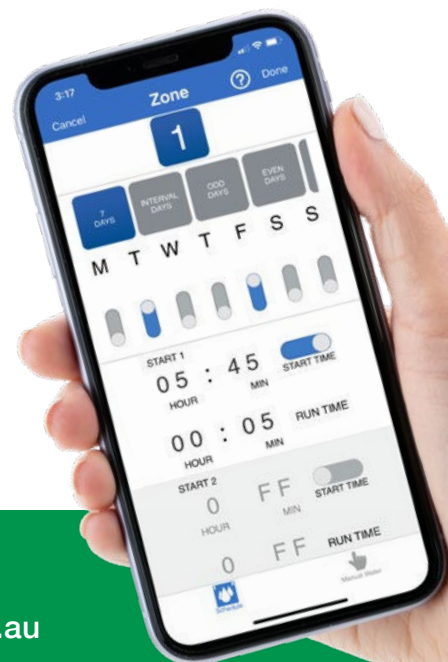 3:17
Cancel Zone ? Done
1
7 DAYS INTERVAL DAYS ODD DAYS EVEN DAYS
M T W T F S S
START 1
05 : 45 START TIME
HOUR MIN
00 : 05 RUN TIME
HOUR MIN
START 2
0 FF START TIME
HOUR MIN
0 FF RUN TIME
Schedule Manual Water
.au